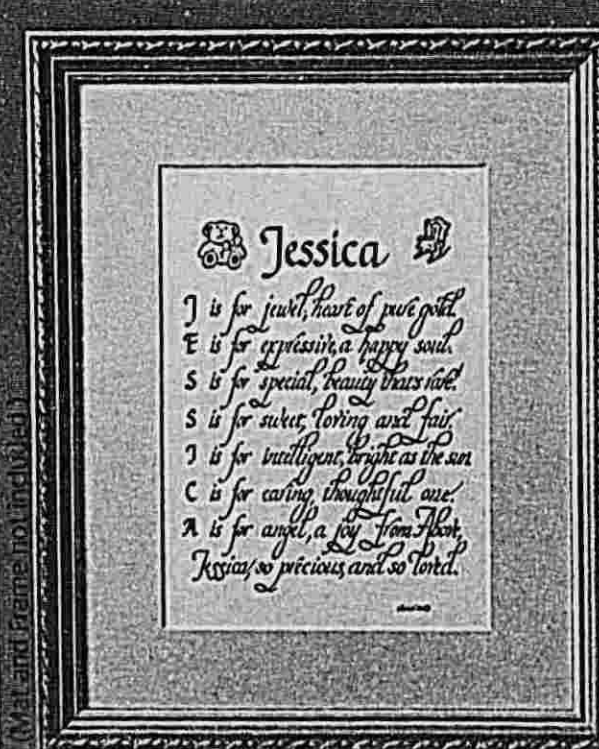 Jessica
J is for jewel, heart of pure gold.
E is for expressive, a happy soul.
S is for special, beauty that's rare.
S is for sweet, loving and fair.
I is for intelligent, bright as the sun
C is for caring, thoughtful one.
A is for angel, a joy from Above,
Jessica, so precious, and so loved.
(Mat and Frame not included)